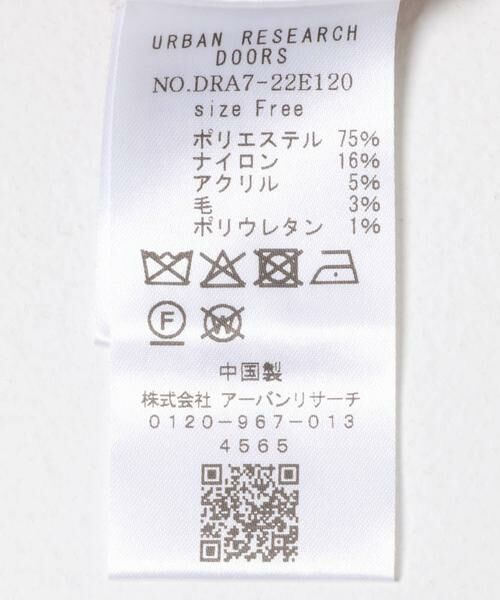 URBAN RESEARCH
DOORS
NO.DRA7-22E120
size Free
ポリエステル 75%
ナイロン 16%
アクリル 5%
毛 3%
ポリウレタン 1%
F W
中国製
株式会社 アーバンリサーチ
0120-967-013
4565